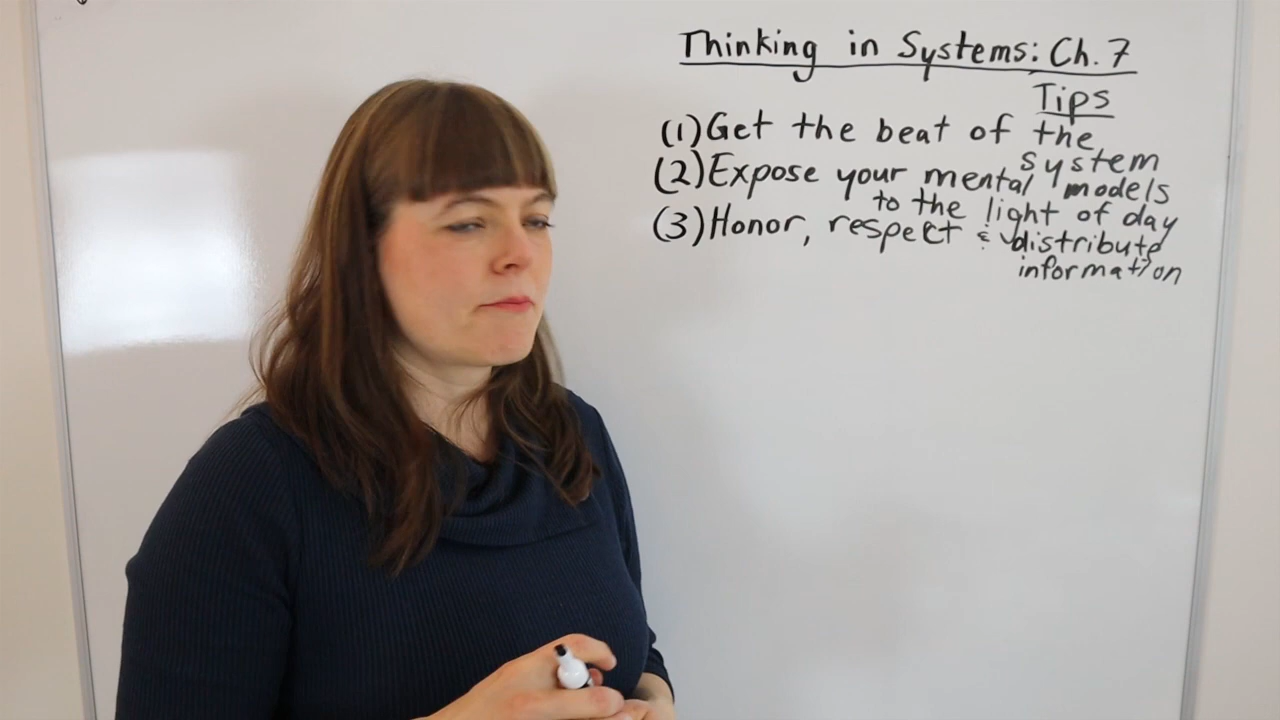 Thinking in Systems: Ch. 7
Tips
(1) Get the beat of the
system
(2) Expose your mental models
to the light of day
(3) Honor, respect & distribute
information